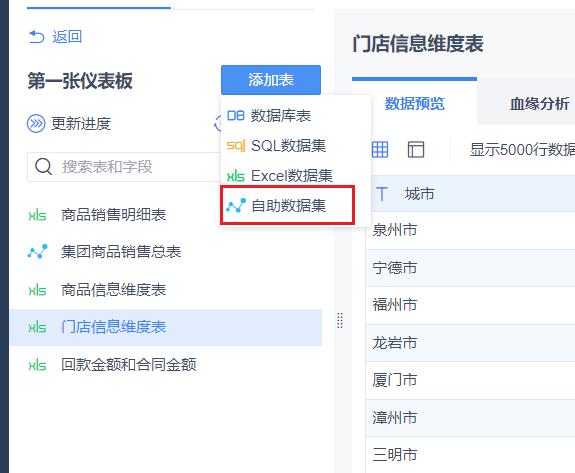 返回
第一张仪表板
添加表
更新进度
DB 数据库表
sql SQL数据集
xls Excel数据集
自助数据集
搜索表和字段
xls 商品销售明细表
集团商品销售总表
xls 商品信息维度表
xls 门店信息维度表
xls 回款金额和合同金额
门店信息维度表
数据预览
血缘分析
显示5000行数据
T 城市
泉州市
宁德市
福州市
龙岩市
厦门市
漳州市
三明市